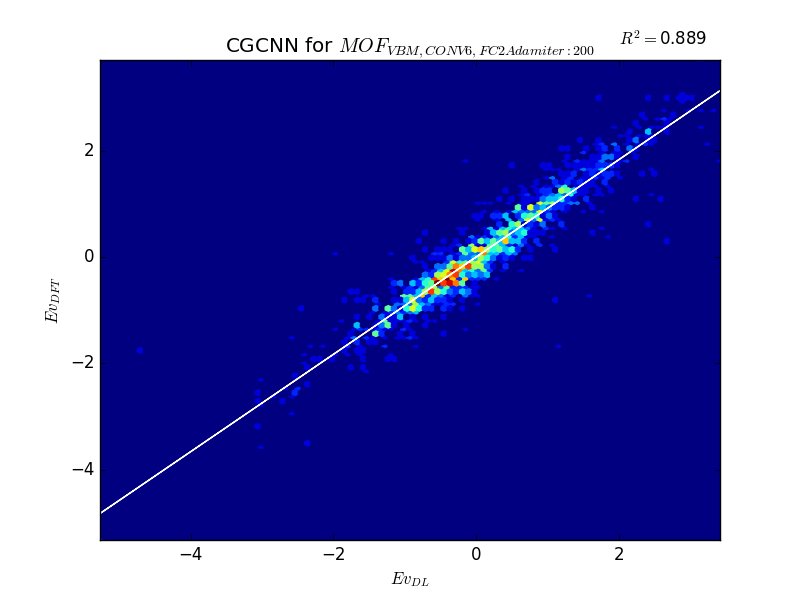 CGCNN for MOF_{VBM,CONV6,FC2Adamiter:200}
R^2 = 0.889
2
0
−2
−4
Ev_{DFT}
−4 −2 0 2
Ev_{DL}